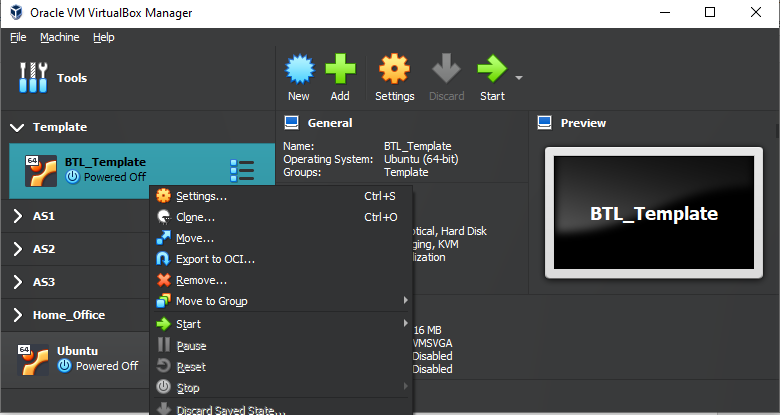 Oracle VM VirtualBox Manager
File Machine Help
Tools
New Add Settings Discard Start
Template
General
Preview
64
BTL_Template
Powered Off
Name: BTL_Template
Operating System: Ubuntu (64-bit)
Groups: Template
BTL_Template
AS1
AS2
AS3
Home_Office
64
Ubuntu
Powered Off
Settings... Ctrl+S
Clone... Ctrl+O
Move...
Export to OCI...
Remove...
Move to Group
Start
Pause
Reset
Stop
Discard Saved State...
otical, Hard Disk
ging, KVM
lization
16 MB
VMSVGA
Disabled
Disabled